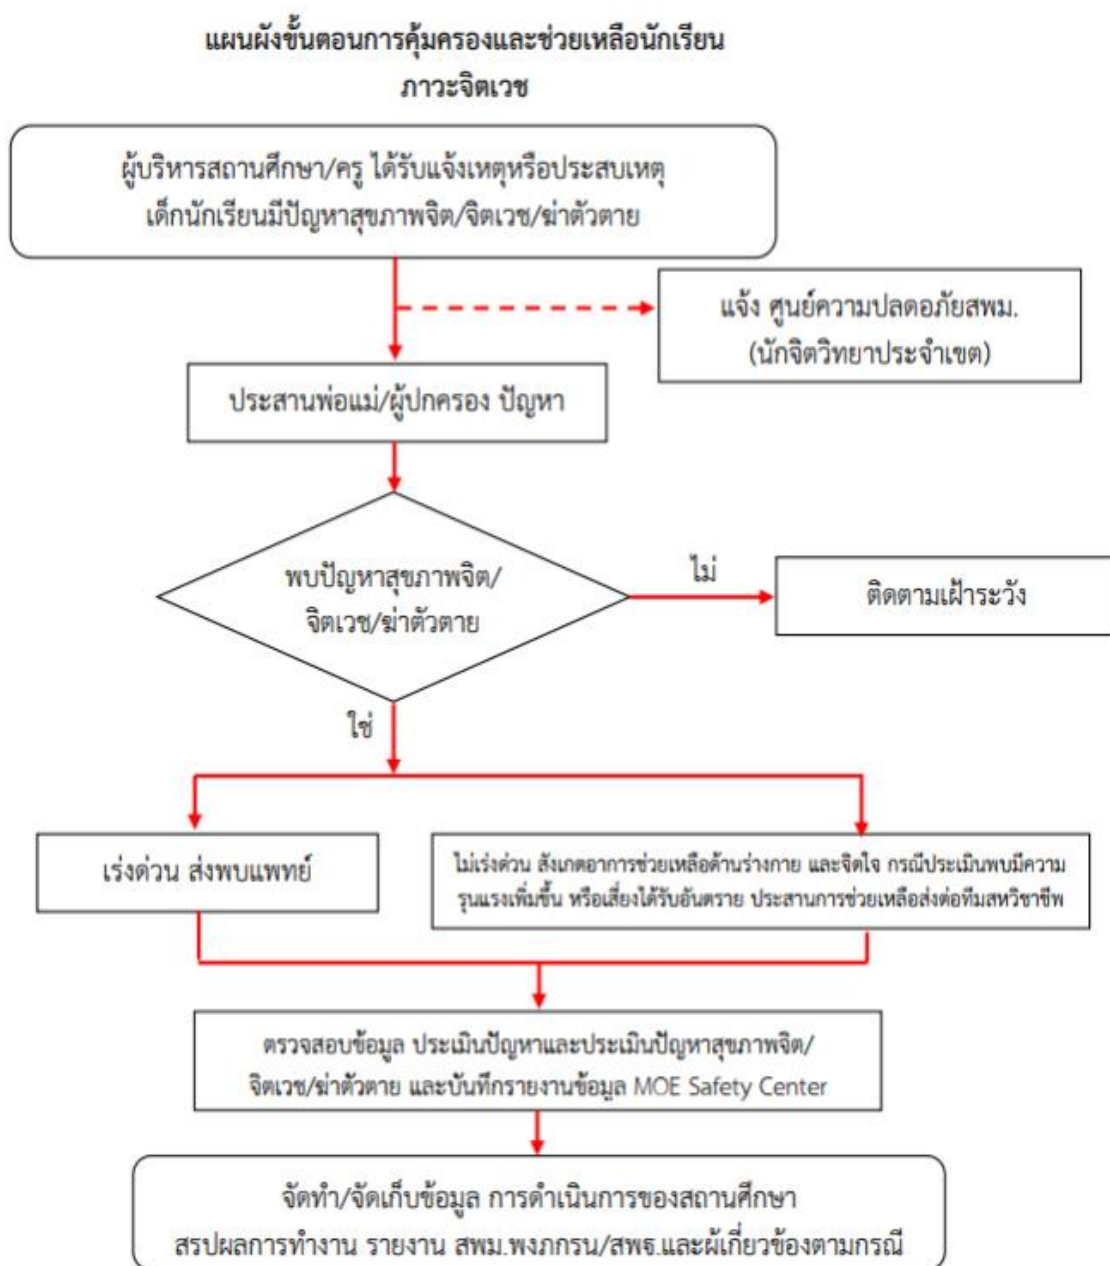 แผนผังขั้นตอนการคุ้มครองและช่วยเหลือนักเรียน
ภาวะจิตเวช
ผู้บริหารสถานศึกษา/ครู ได้รับแจ้งเหตุหรือประสบเหตุ
เด็กนักเรียนมีปัญหาสุขภาพจิต/จิตเวช/ฆ่าตัวตาย
แจ้ง ศูนย์ความปลดอภัยสพม.
(นักจิตวิทยาประจำเขต)
ประสานพ่อแม่/ผู้ปกครอง ปัญหา
พบปัญหาสุขภาพจิต/
จิตเวช/ฆ่าตัวตาย
ไม่
ติดตามเฝ้าระวัง
ใช่
เร่งด่วน ส่งพบแพทย์
ไม่เร่งด่วน สังเกตอาการช่วยเหลือด้านร่างกาย และจิตใจ กรณีประเมินพบมีความ
รุนแรงเพิ่มขึ้น หรือเสี่ยงได้รับอันตราย ประสานการช่วยเหลือส่งต่อทีมสหวิชาชีพ
ตรวจสอบข้อมูล ประเมินปัญหาและประเมินปัญหาสุขภาพจิต/
จิตเวช/ฆ่าตัวตาย และบันทึกรายงานข้อมูล MOE Safety Center
จัดทำ/จัดเก็บข้อมูล การดำเนินการของสถานศึกษา
สรุปผลการทำงาน รายงาน และผู้เกี่ยวข้องตามกรณี